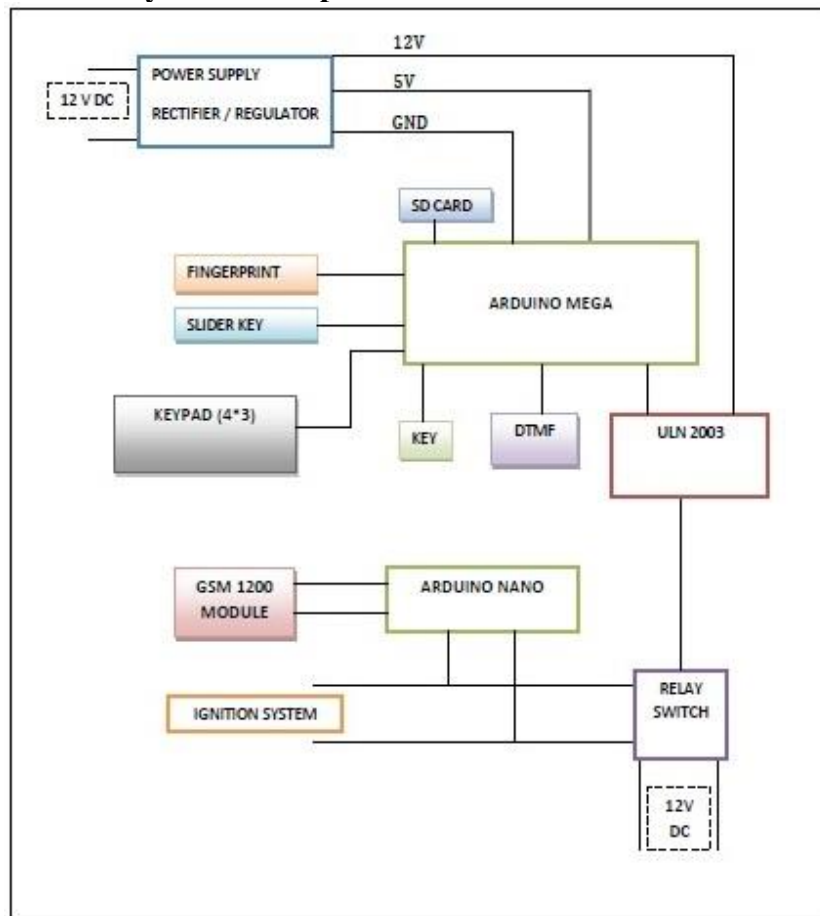 12V
POWER SUPPLY
5V
12 V DC
RECTIFIER / REGULATOR
GND
SD CARD
FINGERPRINT
ARDUINO MEGA
SLIDER KEY
KEYPAD (4*3)
KEY
DTMF
ULN 2003
GSM 1200
MODULE
ARDUINO NANO
RELAY
SWITCH
IGNITION SYSTEM
12V
DC